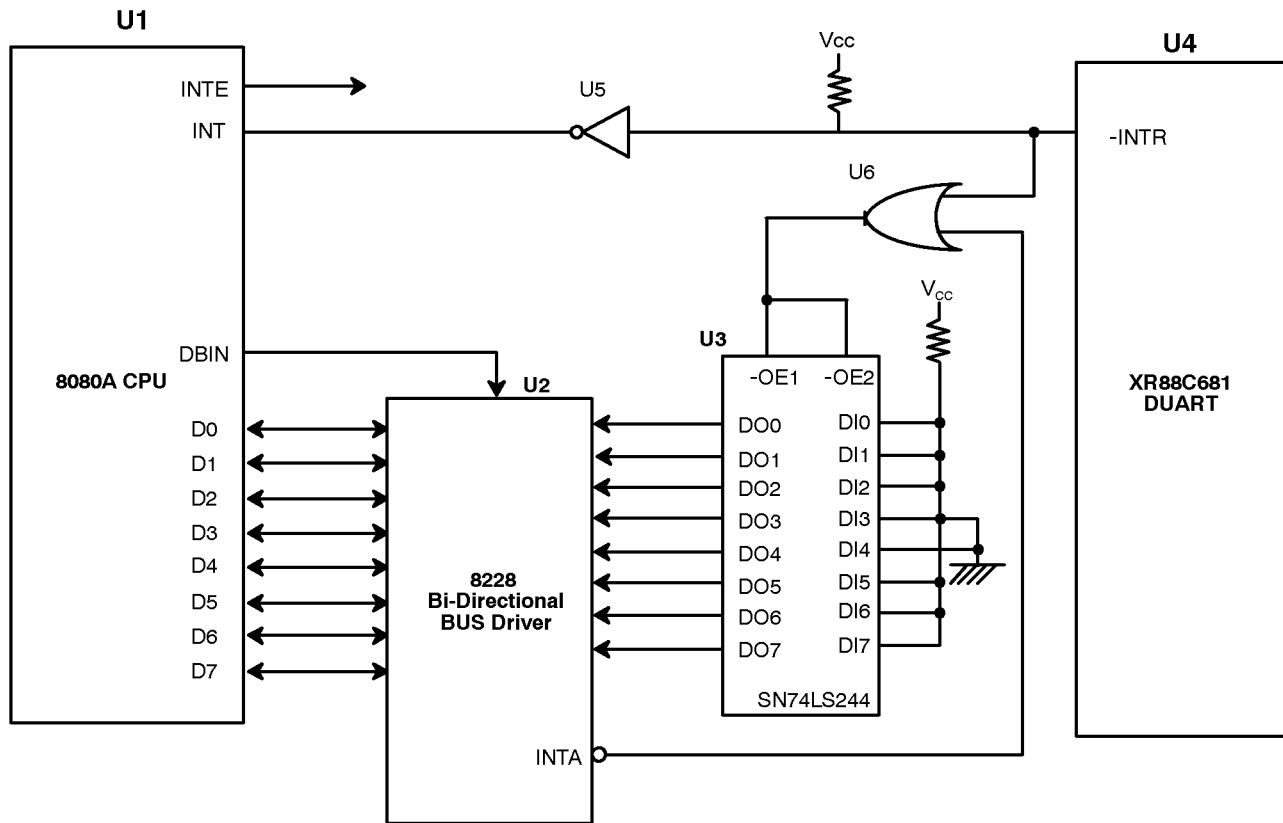 U1
U4
Vcc
INTE
U5
INT
-INTR
U6
Vcc
DBIN
U3
8080A CPU
U2
-OE1 -OE2
XR88C681
DUART
D0
D1
D2
D3
D4
D5
D6
D7
8228
Bi-Directional
BUS Driver
DO0 DI0
DO1 DI1
DO2 DI2
DO3 DI3
DO4 DI4
DO5 DI5
DO6 DI6
DO7 DI7
SN74LS244
INTA